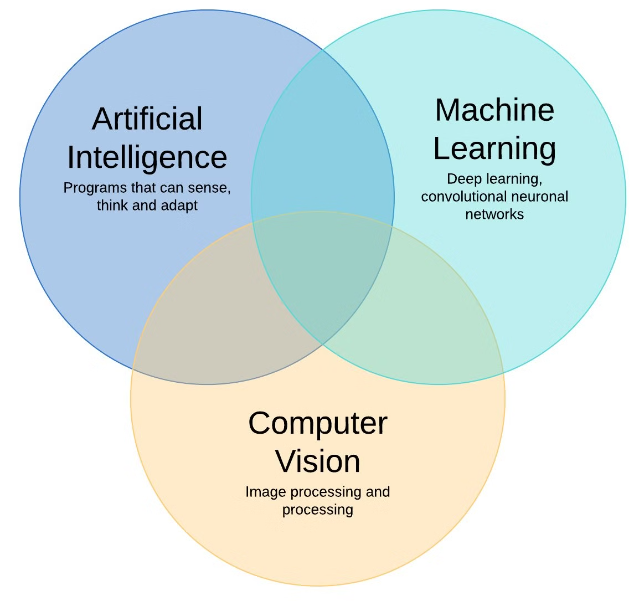 Artificial
Intelligence
Programs that can sense,
think and adapt
Machine
Learning
Deep learning,
convolutional neuronal
networks
Computer
Vision
Image processing and
processing